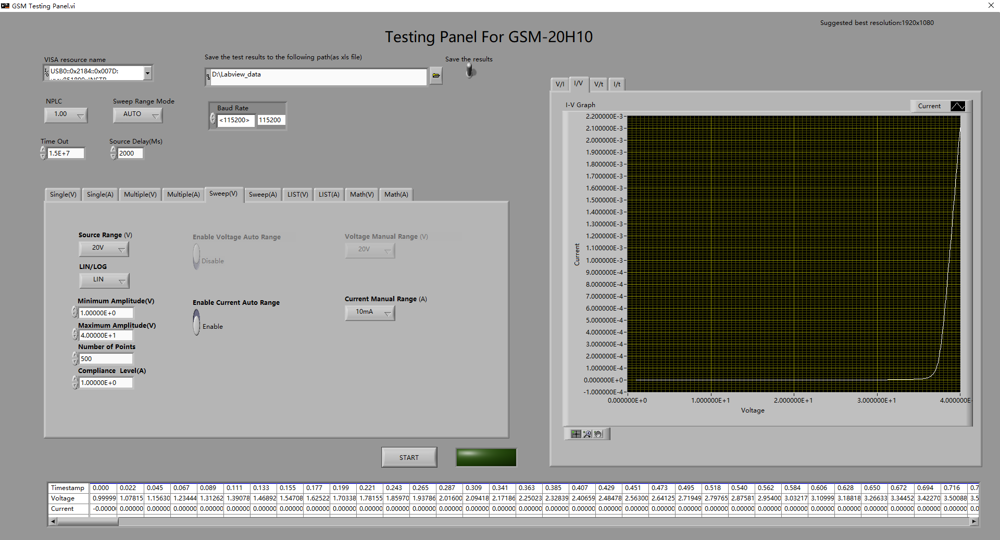 GSM Testing Panel.vi
Suggested best resolution:1920x1080
Testing Panel For GSM-20H10
VISA resource name
USB0::0x2184::0x007D:
Save the test results to the following path(as xls file)
D:\Labview_data
Save the results
NPLC
1.00
Sweep Range Mode
AUTO
Baud Rate
<115200> 115200
Time Out
1.5E+7
Source Delay(Ms)
2000
Single(V) Single(A) Multiple(V) Multiple(A) Sweep(V) Sweep(A) LIST(V) LIST(A) Math(V) Math(A)
Source Range (V)
20V
LIN/LOG
LIN
Minimum Amplitude(V)
1.00000E+0
Maximum Amplitude(V)
4.00000E+1
Number of Points
500
Compliance Level(A)
1.00000E+0
Enable Voltage Auto Range
Disable
Enable Current Auto Range
Enable
Voltage Manual Range (V)
20V
Current Manual Range (A)
10mA
START
V/I I/V V/t I/t
I-V Graph
Current
2.200000E-3
2.100000E-3
2.000000E-3
1.900000E-3
1.800000E-3
1.700000E-3
1.600000E-3
1.500000E-3
1.400000E-3
1.300000E-3
1.200000E-3
1.100000E-3
1.000000E-3
9.000000E-4
8.000000E-4
7.000000E-4
6.000000E-4
5.000000E-4
4.000000E-4
3.000000E-4
2.000000E-4
1.000000E-4
0.000000E+0
-1.000000E-4
Current
0.000000E+0 1.000000E+1 2.000000E+1 3.000000E+1 4.000000E
Voltage
Timestamp 0.000 0.022 0.045 0.067 0.089 0.111 0.133 0.155 0.177 0.199 0.221 0.243 0.265 0.287 0.309 0.341 0.363 0.385 0.407 0.429 0.451 0.473 0.495 0.518 0.540 0.562 0.584 0.606 0.628 0.650 0.672 0.694 0.716 0.7
Voltage 0.99999 1.07815 1.15630 1.23444 1.31262 1.39078 1.46892 1.54708 1.62522 1.70338 1.78155 1.85970 1.93786 2.01600 2.09418 2.17186 2.25023 2.32839 2.40659 2.48478 2.56300 2.64125 2.71949 2.79765 2.87581 2.95400 3.03217 3.10999 3.18818 3.26633 3.34452 3.42270 3.50088 3.5
Current -0.0000 0.00000 0.00000 0.00000 0.00000 0.00000 0.00000 0.00000 0.00000 0.00000 0.00000 0.00000 0.00000 0.00000 0.00000 0.00000 0.00000 0.00000 0.00000 0.00000 0.00000 0.00000 0.00000 0.00000 0.00000 0.00000 0.00000 0.00000 0.00000 0.00000 0.00000 0.00000 0.00000 0.0